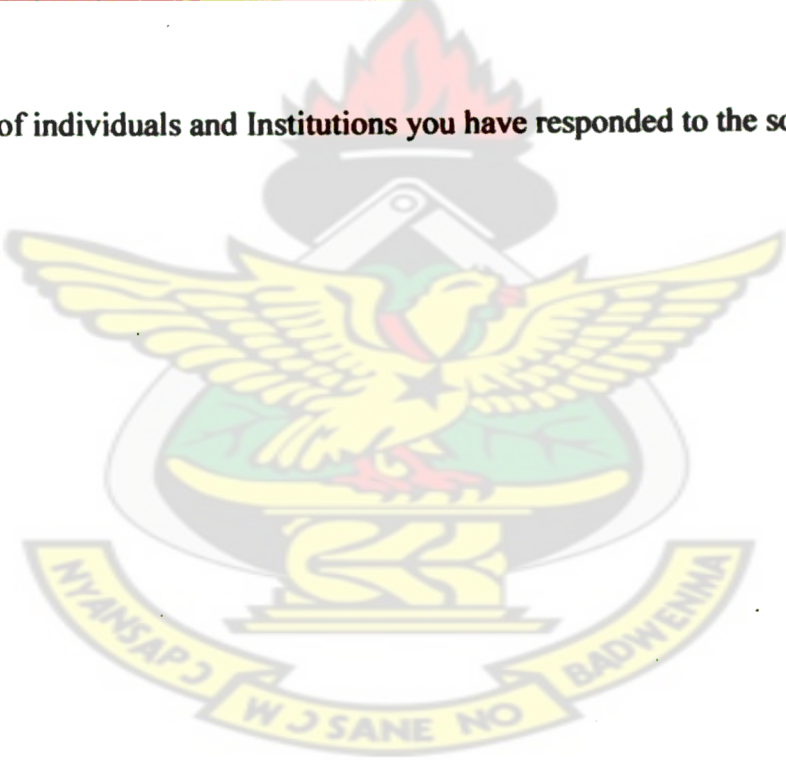 of individuals and Institutions you have responded to the so
NYANSAPƆ
WƆSANE NO
BADWENMA